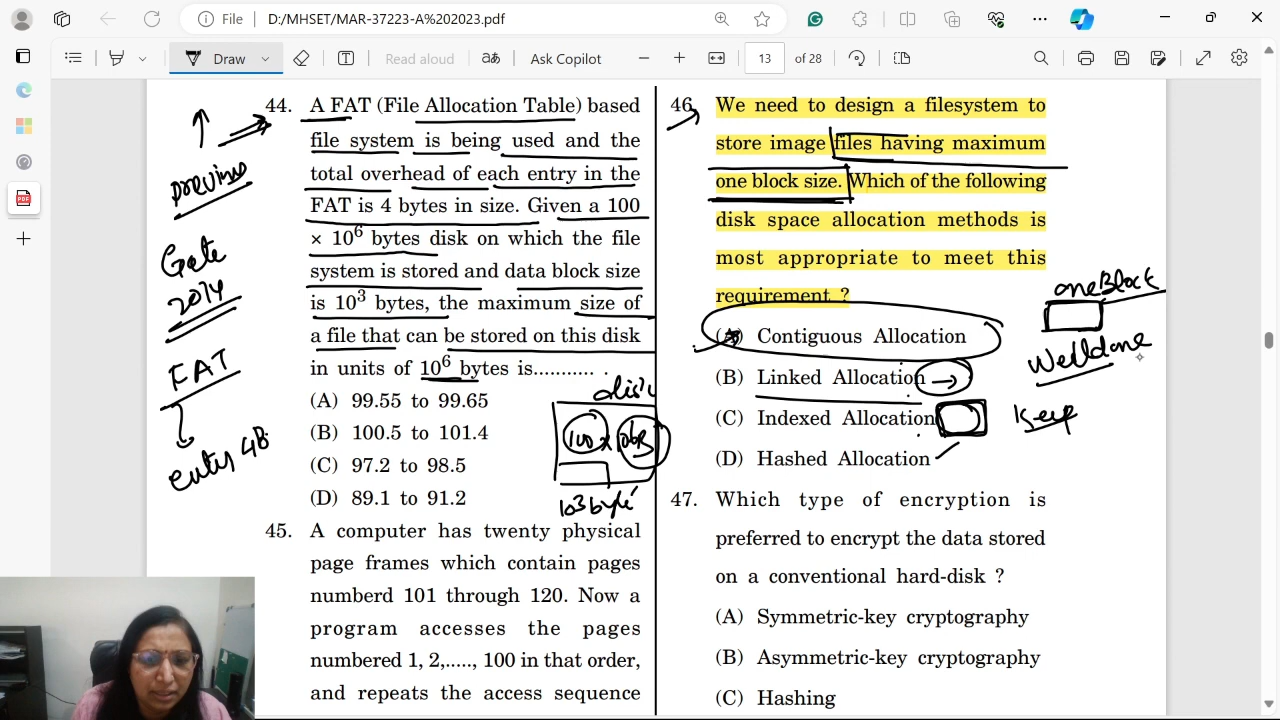 File
D:/MHSET/MAR-37223-A%202023.pdf
Draw
Read aloud
aあ
Ask Copilot
13
of 28
44. A FAT (File Allocation Table) based
file system is being used and the
total overhead of each entry in the
FAT is 4 bytes in size. Given a 100
× 10⁶ bytes disk on which the file
system is stored and data block size
is 10³ bytes, the maximum size of
a file that can be stored on this disk
in units of 10⁶ bytes is........... .
(A) 99.55 to 99.65
(B) 100.5 to 101.4
(C) 97.2 to 98.5
(D) 89.1 to 91.2
45. A computer has twenty physical
page frames which contain pages
numberd 101 through 120. Now a
program accesses the pages
numbered 1, 2,....., 100 in that order,
and repeats the access sequence
Gate
2014
FAT
103 byte
46. We need to design a filesystem to
store image files having maximum
one block size. Which of the following
disk space allocation methods is
most appropriate to meet this
requirement ?
(A) Contiguous Allocation
(B) Linked Allocation
(C) Indexed Allocation
(D) Hashed Allocation
47. Which type of encryption is
preferred to encrypt the data stored
on a conventional hard-disk ?
(A) Symmetric-key cryptography
(B) Asymmetric-key cryptography
(C) Hashing
oneBlock
Welldone
Keep